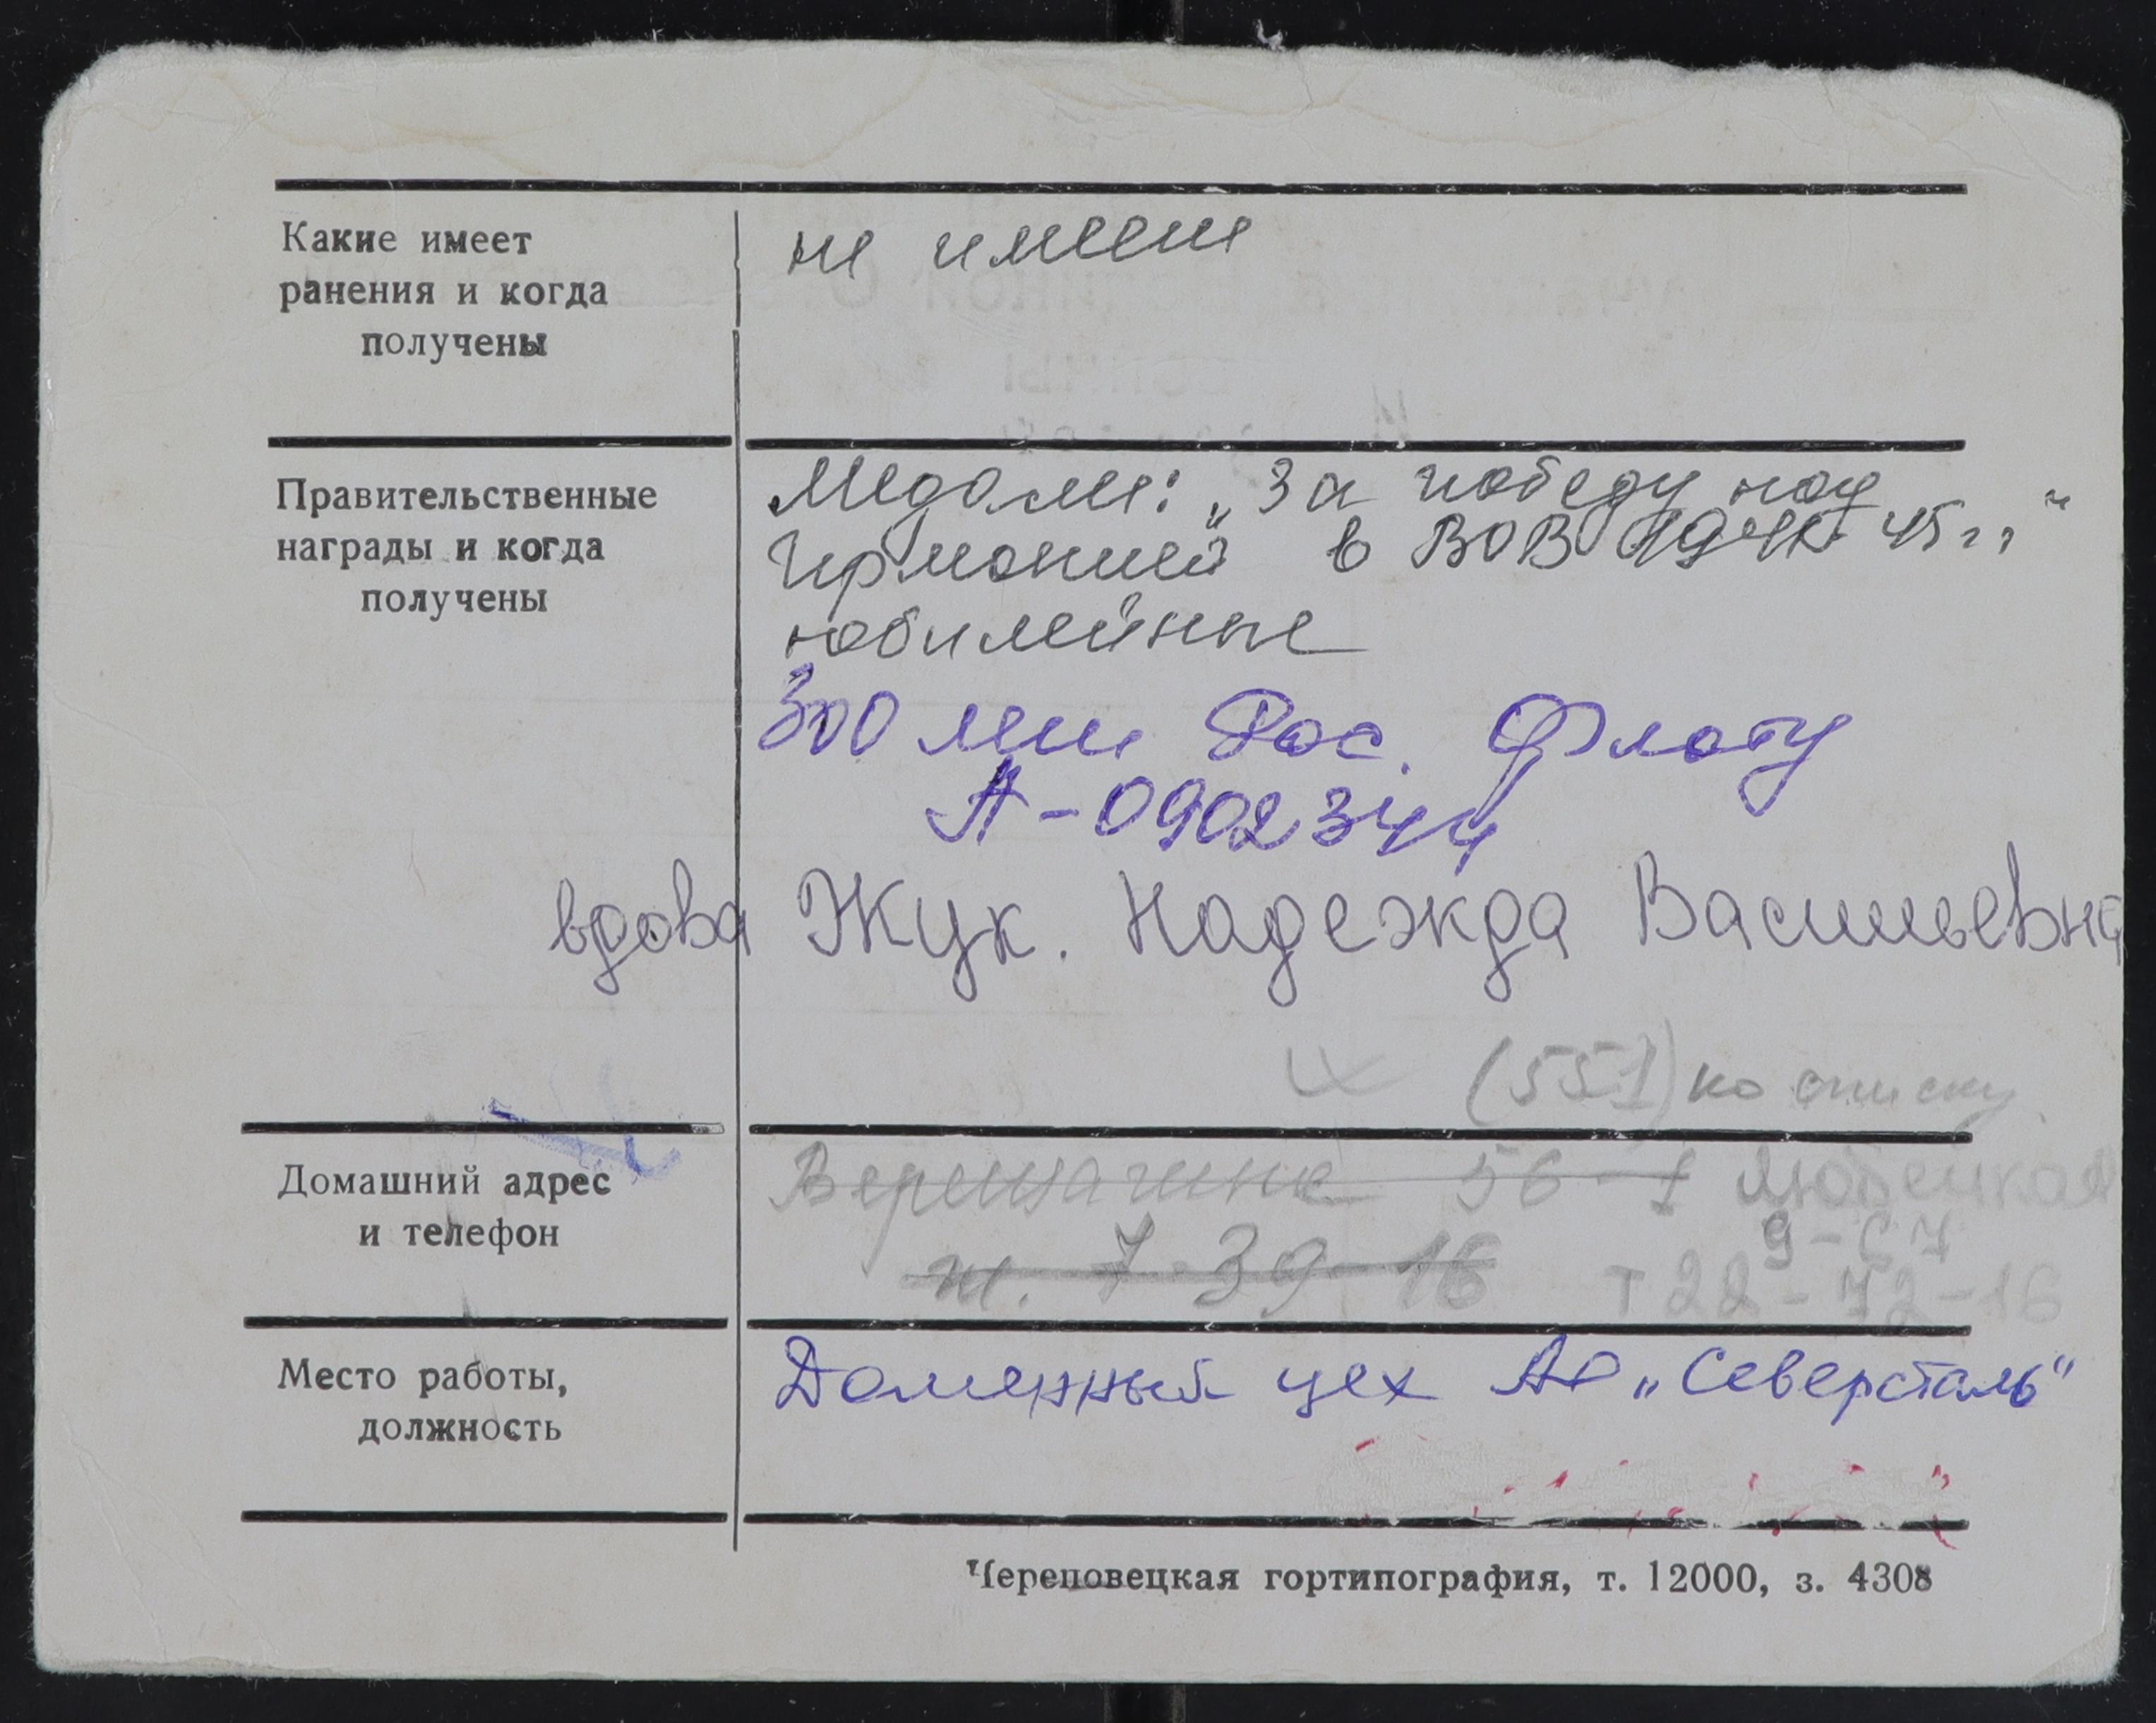 Какие имеет
ранения и когда
получены
не имеет
Правительственные
награды и когда
получены
Медали: „За победу над
Германией" в ВОВ 1941-45 г.г."
юбилейные
300 лет Рос. Флоту
А-0902344
вдова Жук. Надежда Васильевна
(551) по списку
Домашний адрес
и телефон
Верещагина 56-1 Любецкая
9-67
т. 7-39-16 т 22-72-16
Место работы,
должность
Доменный цех АО „Северсталь"
Череповецкая гортипография, т. 12000, з. 4308